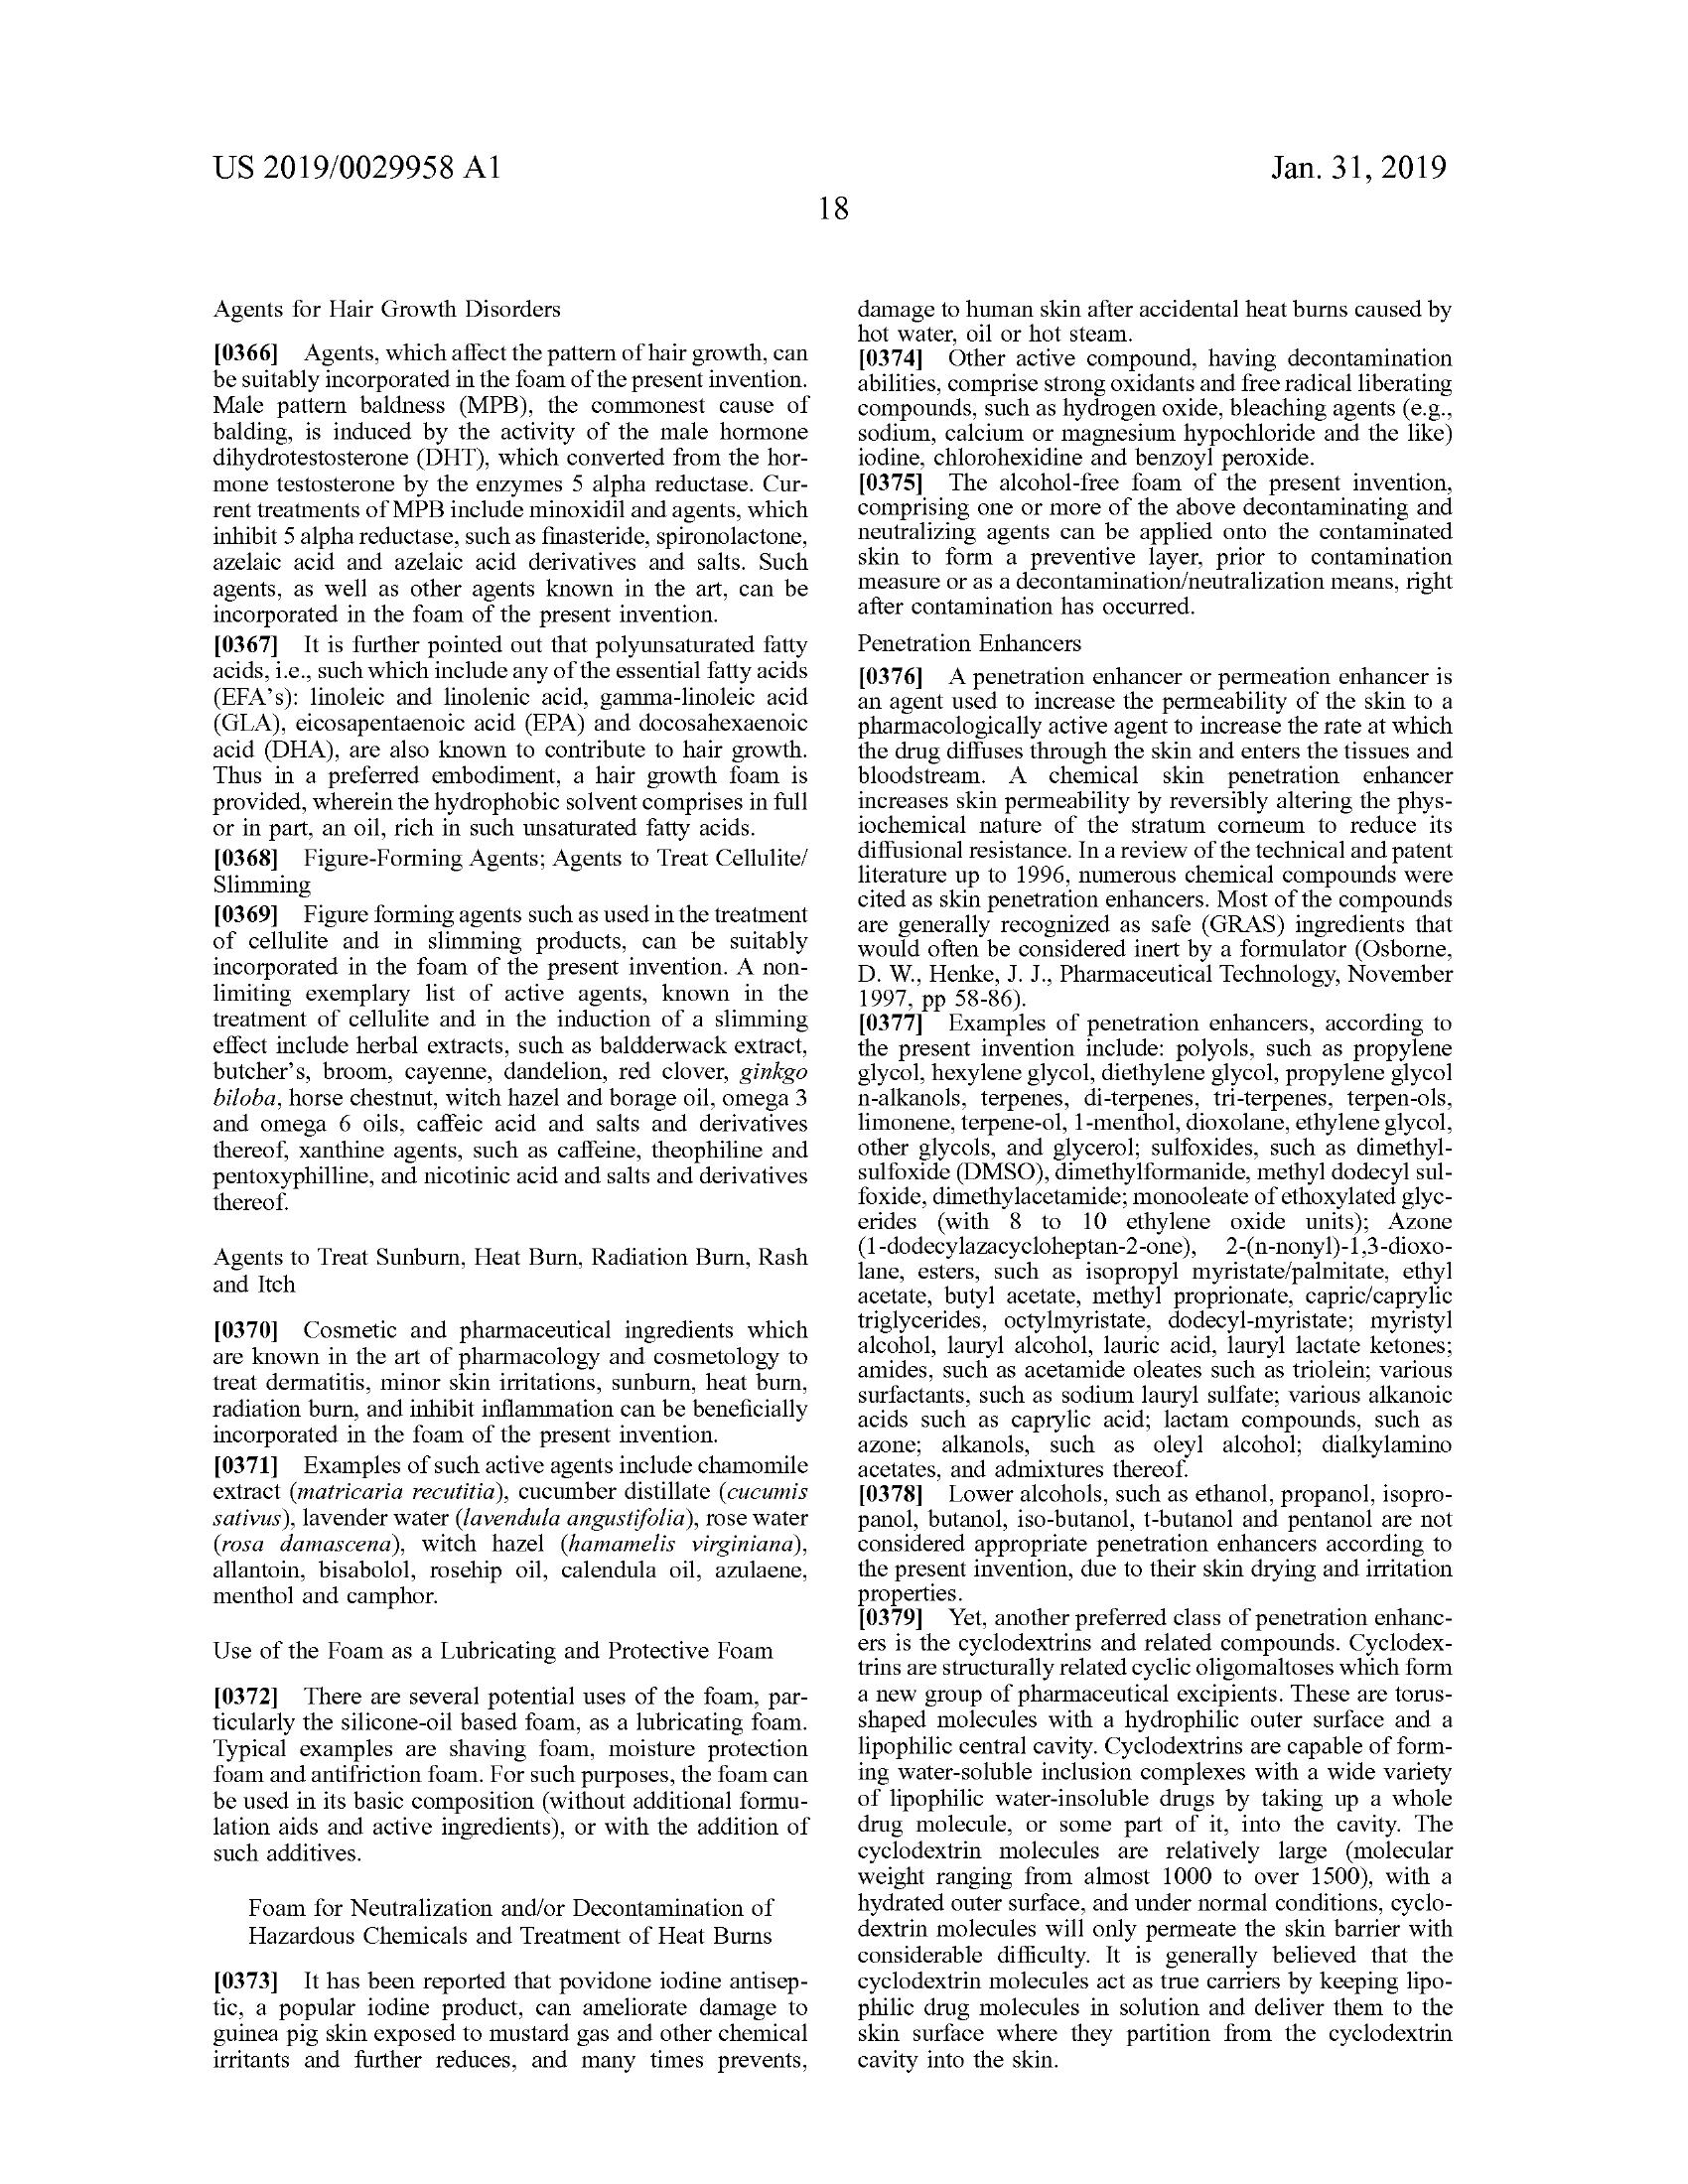 US 2019/0029958 A1
Jan. 31, 2019
18
Agents for Hair Growth Disorders
[0366] Agents, which affect the pattern of hair growth, can
be suitably incorporated in the foam of the present invention.
Male pattern baldness (MPB), the commonest cause of
balding, is induced by the activity of the male hormone
dihydrotestosterone (DHT), which converted from the hor-
mone testosterone by the enzymes 5 alpha reductase. Cur-
rent treatments of MPB include minoxidil and agents, which
inhibit 5 alpha reductase, such as finasteride, spironolactone,
azelaic acid and azelaic acid derivatives and salts. Such
agents, as well as other agents known in the art, can be
incorporated in the foam of the present invention.
[0367] It is further pointed out that polyunsaturated fatty
acids, i.e., such which include any of the essential fatty acids
(EFA's): linoleic and linolenic acid, gamma-linoleic acid
(GLA), eicosapentaenoic acid (EPA) and docosahexaenoic
acid (DHA), are also known to contribute to hair growth.
Thus in a preferred embodiment, a hair growth foam is
provided, wherein the hydrophobic solvent comprises in full
or in part, an oil, rich in such unsaturated fatty acids.
[0368] Figure-Forming Agents; Agents to Treat Cellulite/
Slimming
[0369] Figure forming agents such as used in the treatment
of cellulite and in slimming products, can be suitably
incorporated in the foam of the present invention. A non-
limiting exemplary list of active agents, known in the
treatment of cellulite and in the induction of a slimming
effect include herbal extracts, such as baldderwack extract,
butcher's, broom, cayenne, dandelion, red clover, ginkgo
biloba, horse chestnut, witch hazel and borage oil, omega 3
and omega 6 oils, caffeic acid and salts and derivatives
thereof, xanthine agents, such as caffeine, theophiline and
pentoxyphilline, and nicotinic acid and salts and derivatives
thereof.
Agents to Treat Sunburn, Heat Burn, Radiation Burn, Rash
and Itch
[0370] Cosmetic and pharmaceutical ingredients which
are known in the art of pharmacology and cosmetology to
treat dermatitis, minor skin irritations, sunburn, heat burn,
radiation burn, and inhibit inflammation can be beneficially
incorporated in the foam of the present invention.
[0371] Examples of such active agents include chamomile
extract (matricaria recutitia), cucumber distillate (cucumis
sativus), lavender water (lavendula angustifolia), rose water
(rosa damascena), witch hazel (hamamelis virginiana),
allantoin, bisabolol, rosehip oil, calendula oil, azulaene,
menthol and camphor.
Use of the Foam as a Lubricating and Protective Foam
[0372] There are several potential uses of the foam, par-
ticularly the silicone-oil based foam, as a lubricating foam.
Typical examples are shaving foam, moisture protection
foam and antifriction foam. For such purposes, the foam can
be used in its basic composition (without additional formu-
lation aids and active ingredients), or with the addition of
such additives.
Foam for Neutralization and/or Decontamination of
Hazardous Chemicals and Treatment of Heat Burns
[0373] It has been reported that povidone iodine antisep-
tic, a popular iodine product, can ameliorate damage to
guinea pig skin exposed to mustard gas and other chemical
irritants and further reduces, and many times prevents,
damage to human skin after accidental heat burns caused by
hot water, oil or hot steam.
[0374] Other active compound, having decontamination
abilities, comprise strong oxidants and free radical liberating
compounds, such as hydrogen oxide, bleaching agents (e.g.,
sodium, calcium or magnesium hypochloride and the like)
iodine, chlorohexidine and benzoyl peroxide.
[0375] The alcohol-free foam of the present invention,
comprising one or more of the above decontaminating and
neutralizing agents can be applied onto the contaminated
skin to form a preventive layer, prior to contamination
measure or as a decontamination/neutralization means, right
after contamination has occurred.
Penetration Enhancers
[0376] A penetration enhancer or permeation enhancer is
an agent used to increase the permeability of the skin to a
pharmacologically active agent to increase the rate at which
the drug diffuses through the skin and enters the tissues and
bloodstream. A chemical skin penetration enhancer
increases skin permeability by reversibly altering the phys-
iochemical nature of the stratum corneum to reduce its
diffusional resistance. In a review of the technical and patent
literature up to 1996, numerous chemical compounds were
cited as skin penetration enhancers. Most of the compounds
are generally recognized as safe (GRAS) ingredients that
would often be considered inert by a formulator (Osborne,
D. W., Henke, J. J., Pharmaceutical Technology, November
1997, pp 58-86).
[0377] Examples of penetration enhancers, according to
the present invention include: polyols, such as propylene
glycol, hexylene glycol, diethylene glycol, propylene glycol
n-alkanols, terpenes, di-terpenes, tri-terpenes, terpen-ols,
limonene, terpene-ol, 1-menthol, dioxolane, ethylene glycol,
other glycols, and glycerol; sulfoxides, such as dimethyl-
sulfoxide (DMSO), dimethylformanide, methyl dodecyl sul-
foxide, dimethylacetamide; monooleate of ethoxylated glyc-
erides (with 8 to 10 ethylene oxide units); Azone
(1-dodecylazacycloheptan-2-one), 2-(n-nonyl)-1,3-dioxo-
lane, esters, such as isopropyl myristate/palmitate, ethyl
acetate, butyl acetate, methyl proprionate, capric/caprylic
triglycerides, octylmyristate, dodecyl-myristate; myristyl
alcohol, lauryl alcohol, lauric acid, lauryl lactate ketones;
amides, such as acetamide oleates such as triolein; various
surfactants, such as sodium lauryl sulfate; various alkanoic
acids such as caprylic acid; lactam compounds, such as
azone; alkanols, such as oleyl alcohol; dialkylamino
acetates, and admixtures thereof.
[0378] Lower alcohols, such as ethanol, propanol, isopro-
panol, butanol, iso-butanol, t-butanol and pentanol are not
considered appropriate penetration enhancers according to
the present invention, due to their skin drying and irritation
properties.
[0379] Yet, another preferred class of penetration enhanc-
ers is the cyclodextrins and related compounds. Cyclodex-
trins are structurally related cyclic oligomaltoses which form
a new group of pharmaceutical excipients. These are torus-
shaped molecules with a hydrophilic outer surface and a
lipophilic central cavity. Cyclodextrins are capable of form-
ing water-soluble inclusion complexes with a wide variety
of lipophilic water-insoluble drugs by taking up a whole
drug molecule, or some part of it, into the cavity. The
cyclodextrin molecules are relatively large (molecular
weight ranging from almost 1000 to over 1500), with a
hydrated outer surface, and under normal conditions, cyclo-
dextrin molecules will only permeate the skin barrier with
considerable difficulty. It is generally believed that the
cyclodextrin molecules act as true carriers by keeping lipo-
philic drug molecules in solution and deliver them to the
skin surface where they partition from the cyclodextrin
cavity into the skin.